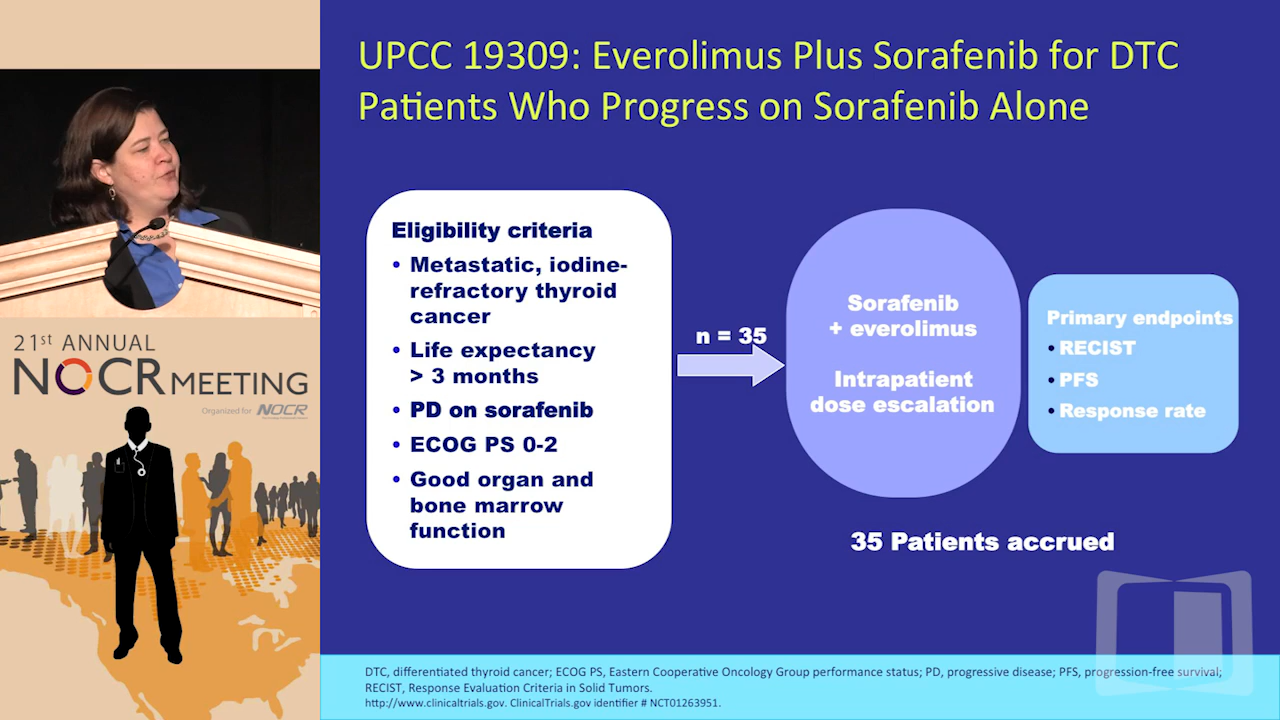 UPCC 19309: Everolimus Plus Sorafenib for DTC
Patients Who Progress on Sorafenib Alone
Eligibility criteria
• Metastatic, iodine-
refractory thyroid
cancer
• Life expectancy
> 3 months
• PD on sorafenib
• ECOG PS 0-2
• Good organ and
bone marrow
function
n = 35
Sorafenib
+ everolimus
Intrapatient
dose escalation
Primary endpoints
• RECIST
• PFS
• Response rate
35 Patients accrued
DTC, differentiated thyroid cancer; ECOG PS, Eastern Cooperative Oncology Group performance status; PD, progressive disease; PFS, progression-free survival;
RECIST, Response Evaluation Criteria in Solid Tumors.
http://www.clinicaltrials.gov. ClinicalTrials.gov identifier # NCT01263951.
21st ANNUAL
NOCR MEETING
Organized for NOCR